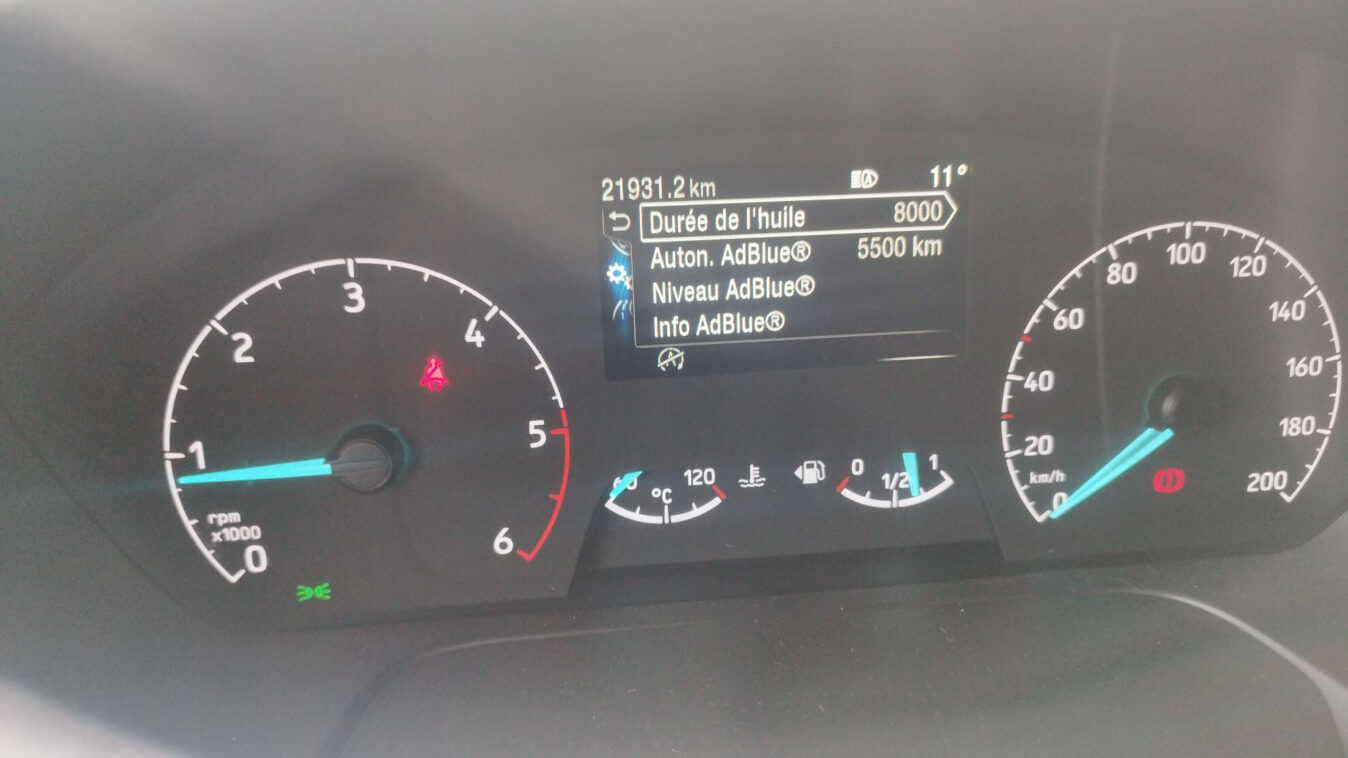 21931.2 km 11°
Durée de l'huile 8000
Auton. AdBlue® 5500 km
Niveau AdBlue®
Info AdBlue®
0
1
2
3
4
5
6
rpm
x1000
60
120
°C
0
1/2
1
0
20
40
60
80
100
120
140
160
180
200
km/h